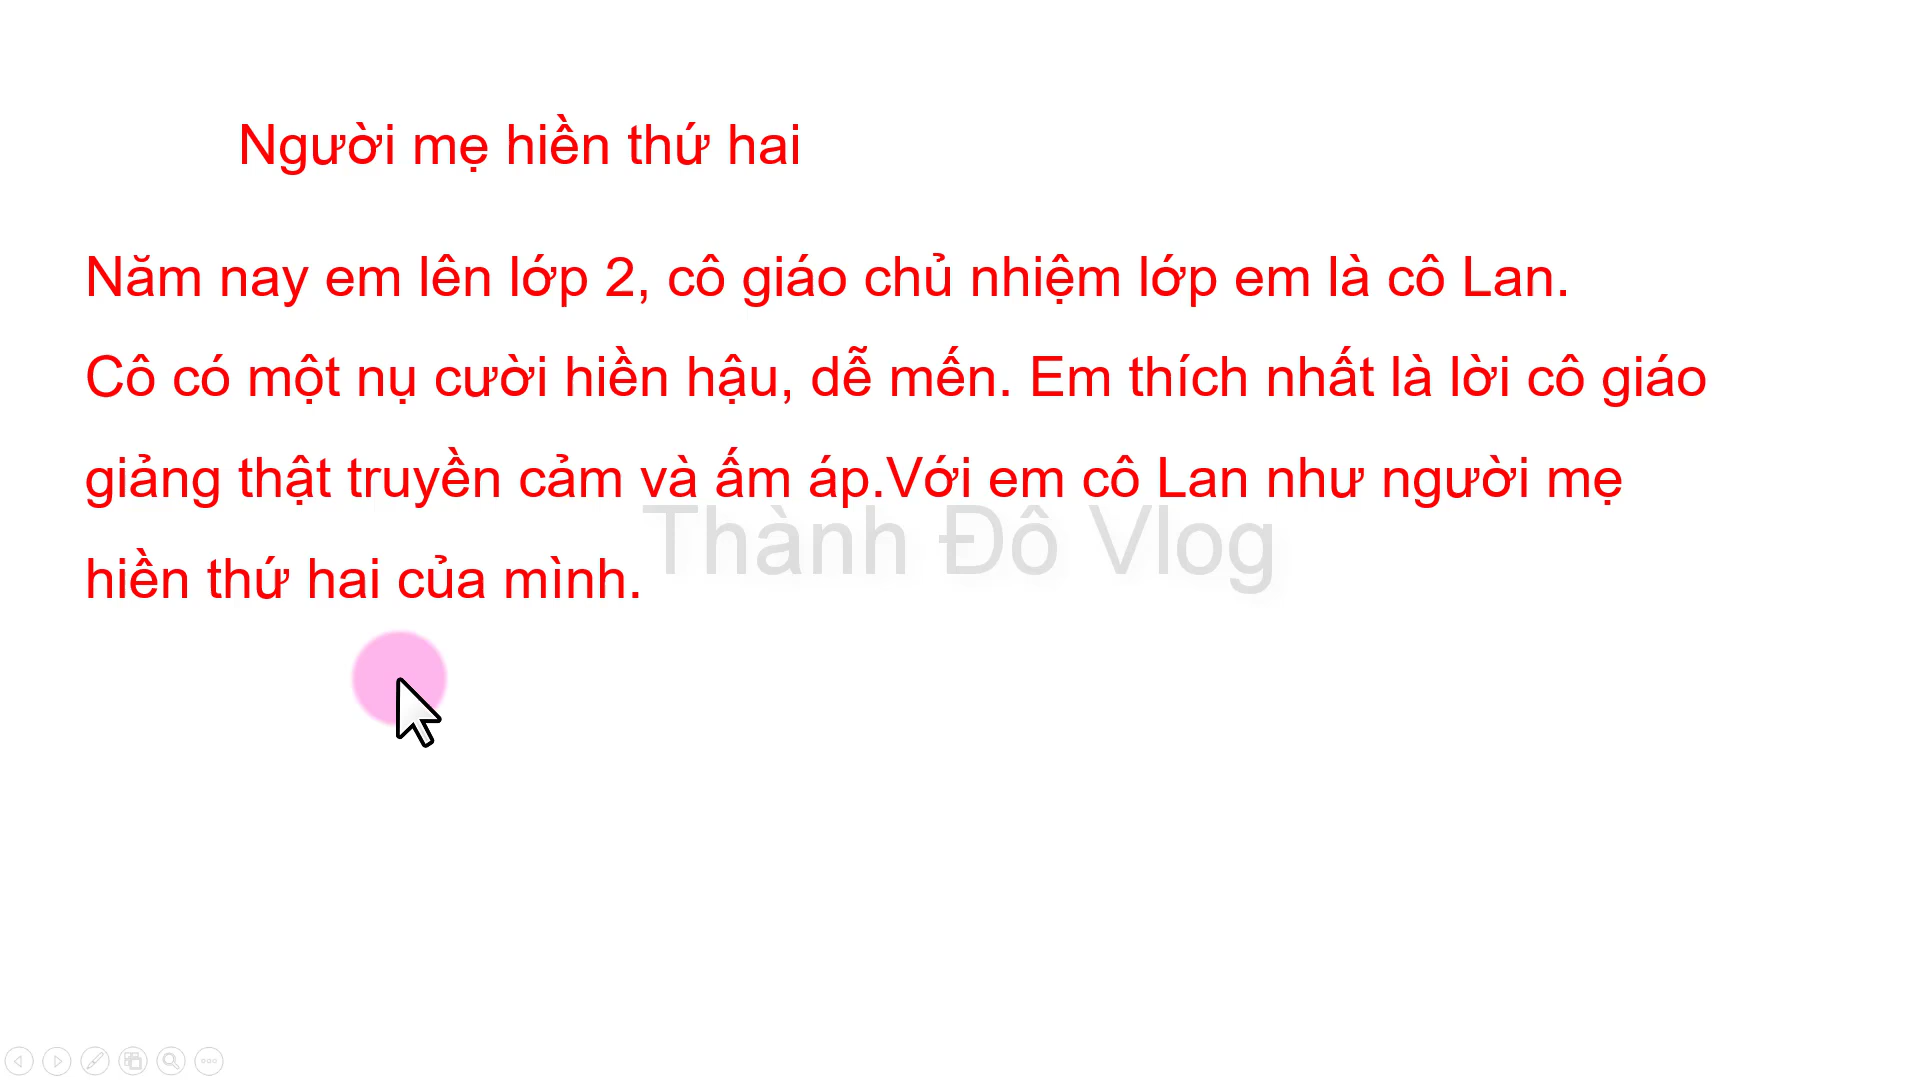 Người mẹ hiền thứ hai
Năm nay em lên lớp 2, cô giáo chủ nhiệm lớp em là cô Lan.
Cô có một nụ cười hiền hậu, dễ mến. Em thích nhất là lời cô giáo
giảng thật truyền cảm và ấm áp.Với em cô Lan như người mẹ
hiền thứ hai của mình.
Thành Đô Vlog